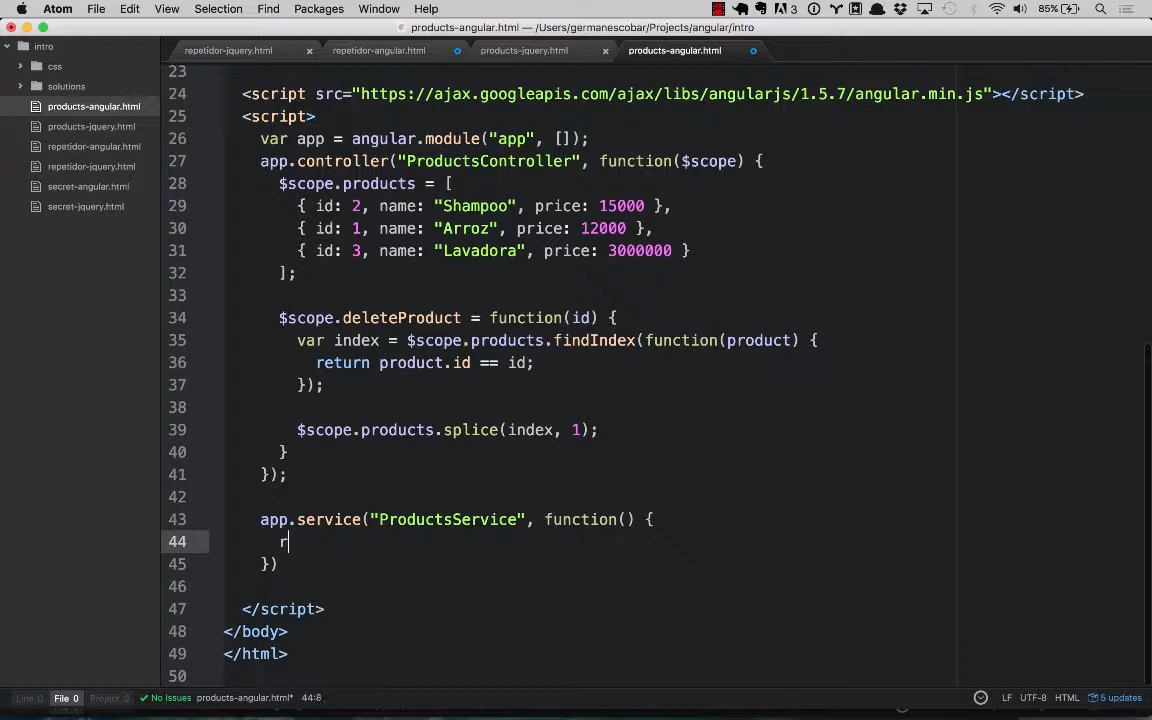 Atom File Edit View Selection Find Packages Window Help 3 85%
products-angular.html — /Users/germanescobar/Projects/angular/intro
intro
css
solutions
products-angular.html
products-jquery.html
repetidor-angular.html
repetidor-jquery.html
secret-angular.html
secret-jquery.html
repetidor-jquery.html repetidor-angular.html products-jquery.html products-angular.html
23
24 <script src="https://ajax.googleapis.com/ajax/libs/angularjs/1.5.7/angular.min.js"></script>
25 <script>
26 var app = angular.module("app", []);
27 app.controller("ProductsController", function($scope) {
28 $scope.products = [
29 { id: 2, name: "Shampoo", price: 15000 },
30 { id: 1, name: "Arroz", price: 12000 },
31 { id: 3, name: "Lavadora", price: 3000000 }
32 ];
33
34 $scope.deleteProduct = function(id) {
35 var index = $scope.products.findIndex(function(product) {
36 return product.id == id;
37 });
38
39 $scope.products.splice(index, 1);
40 }
41 });
42
43 app.service("ProductsService", function() {
44 r
45 })
46
47 </script>
48 </body>
49 </html>
50
Line 0 File 0 Project 0 No Issues products-angular.html* 44:8 LF UTF-8 HTML 5 updates